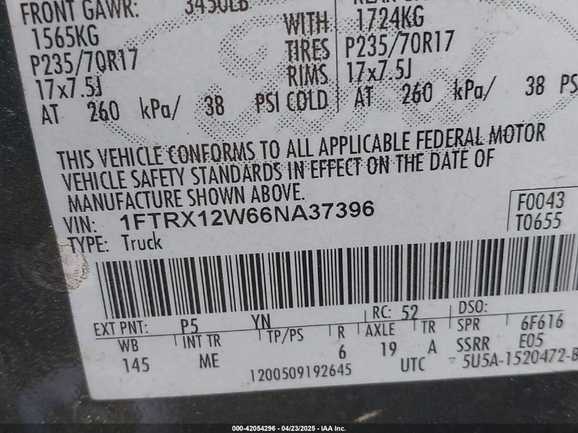 FRONT GAWR: 3450LB
1565KG WITH 1724KG
P235/70R17 TIRES P235/70R17
17x7.5J RIMS 17x7.5J
AT 260 kPa/ 38 PSI COLD AT 260 kPa/ 38 PS
THIS VEHICLE CONFORMS TO ALL APPLICABLE FEDERAL MOTOR
VEHICLE SAFETY STANDARDS IN EFFECT ON THE DATE OF
MANUFACTURE SHOWN ABOVE.
VIN: 1FTRX12W66NA37396 F0043
TYPE: Truck T0655
EXT PNT: P5 YN RC: 52 DSO:
WB INT TR TP/PS R AXLE TR SPR 6F616
145 ME 6 19 A SSRR E05
1200509192645 UTC 5U5A-1520472-B
000-42054296 - 04/23/2025 - IAA Inc.